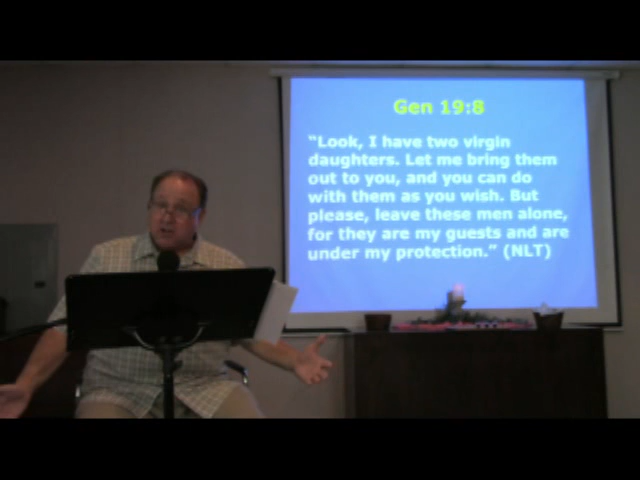 Gen 19:8
“Look, I have two virgin
daughters. Let me bring them
out to you, and you can do
with them as you wish. But
please, leave these men alone,
for they are my guests and are
under my protection.” (NLT)